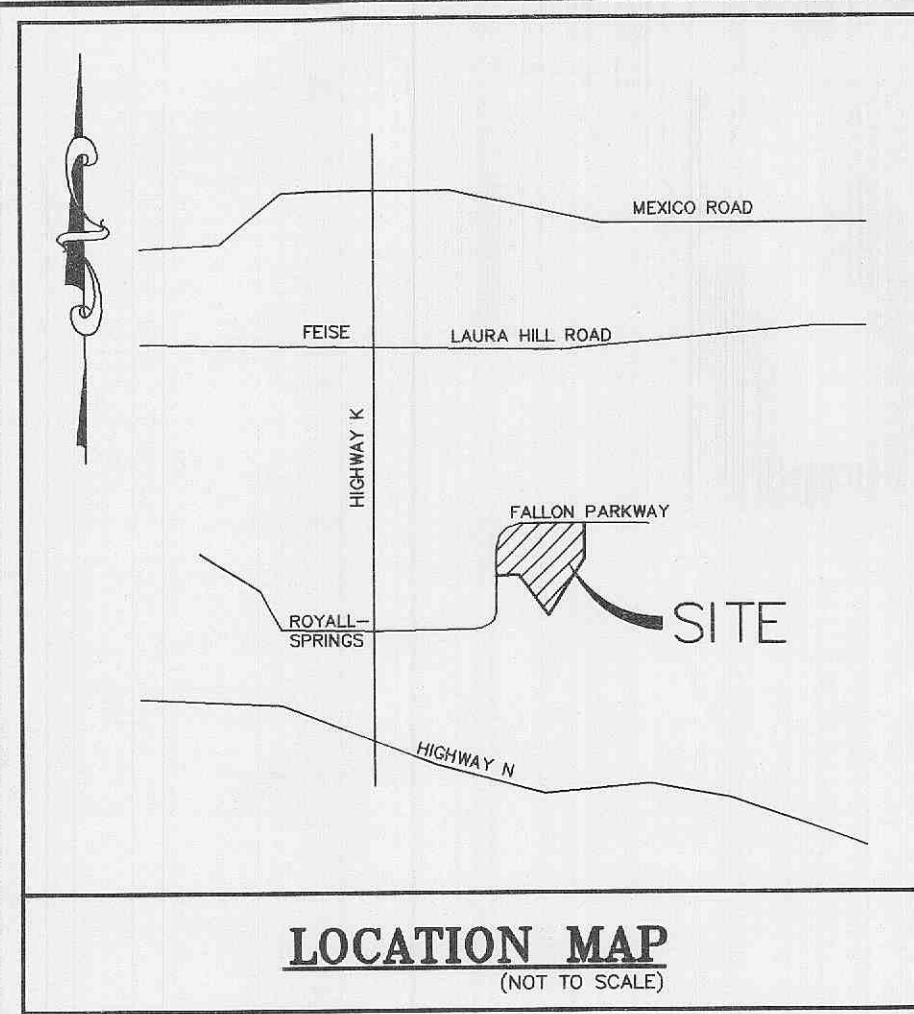 MEXICO ROAD
FEISE
LAURA HILL ROAD
HIGHWAY K
FALLON PARKWAY
ROYALL-
SPRINGS
SITE
HIGHWAY N
LOCATION MAP
(NOT TO SCALE)